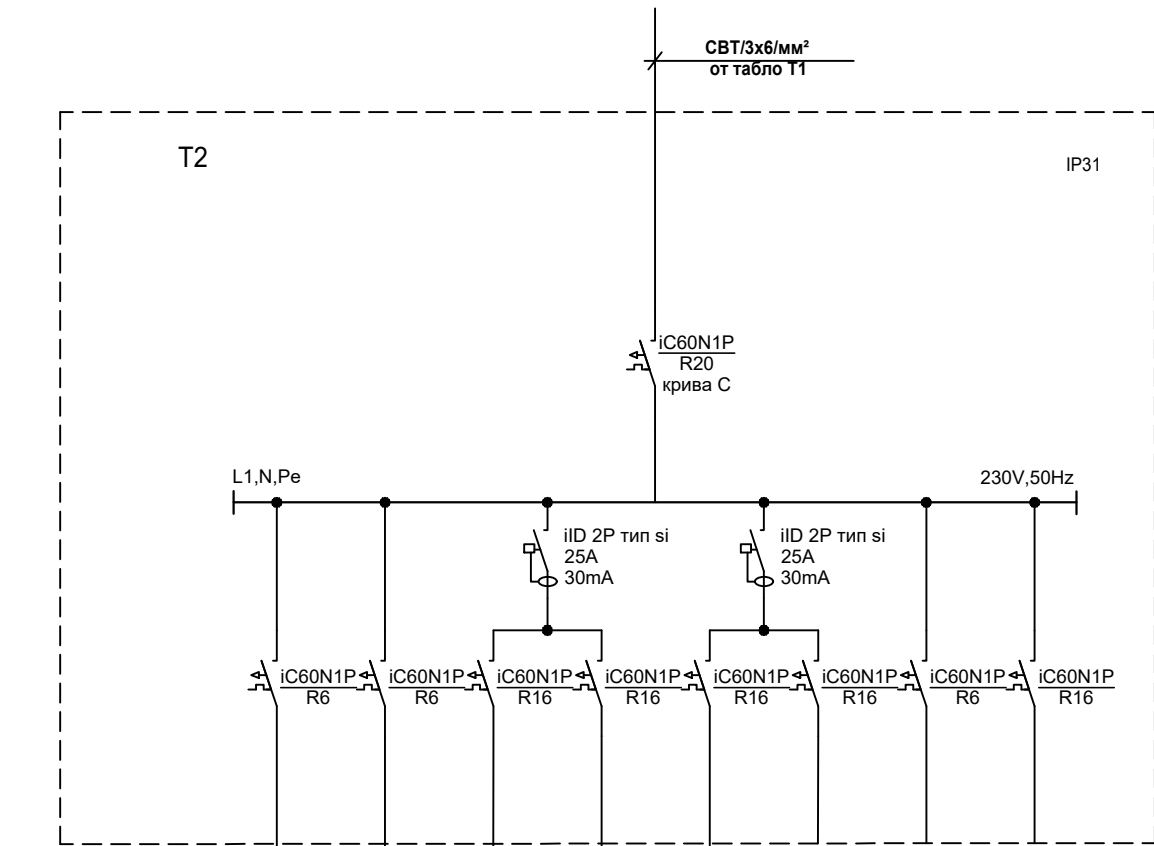 СВТ/3х6/мм²
от табло Т1
T2
IP31
iC60N1P
R20
крива C
L1,N,Pe
230V,50Hz
iID 2P тип si
25A
30mA
iID 2P тип si
25A
30mA
iC60N1P
R6
iC60N1P
R6
iC60N1P
R16
iC60N1P
R16
iC60N1P
R16
iC60N1P
R16
iC60N1P
R6
iC60N1P
R16